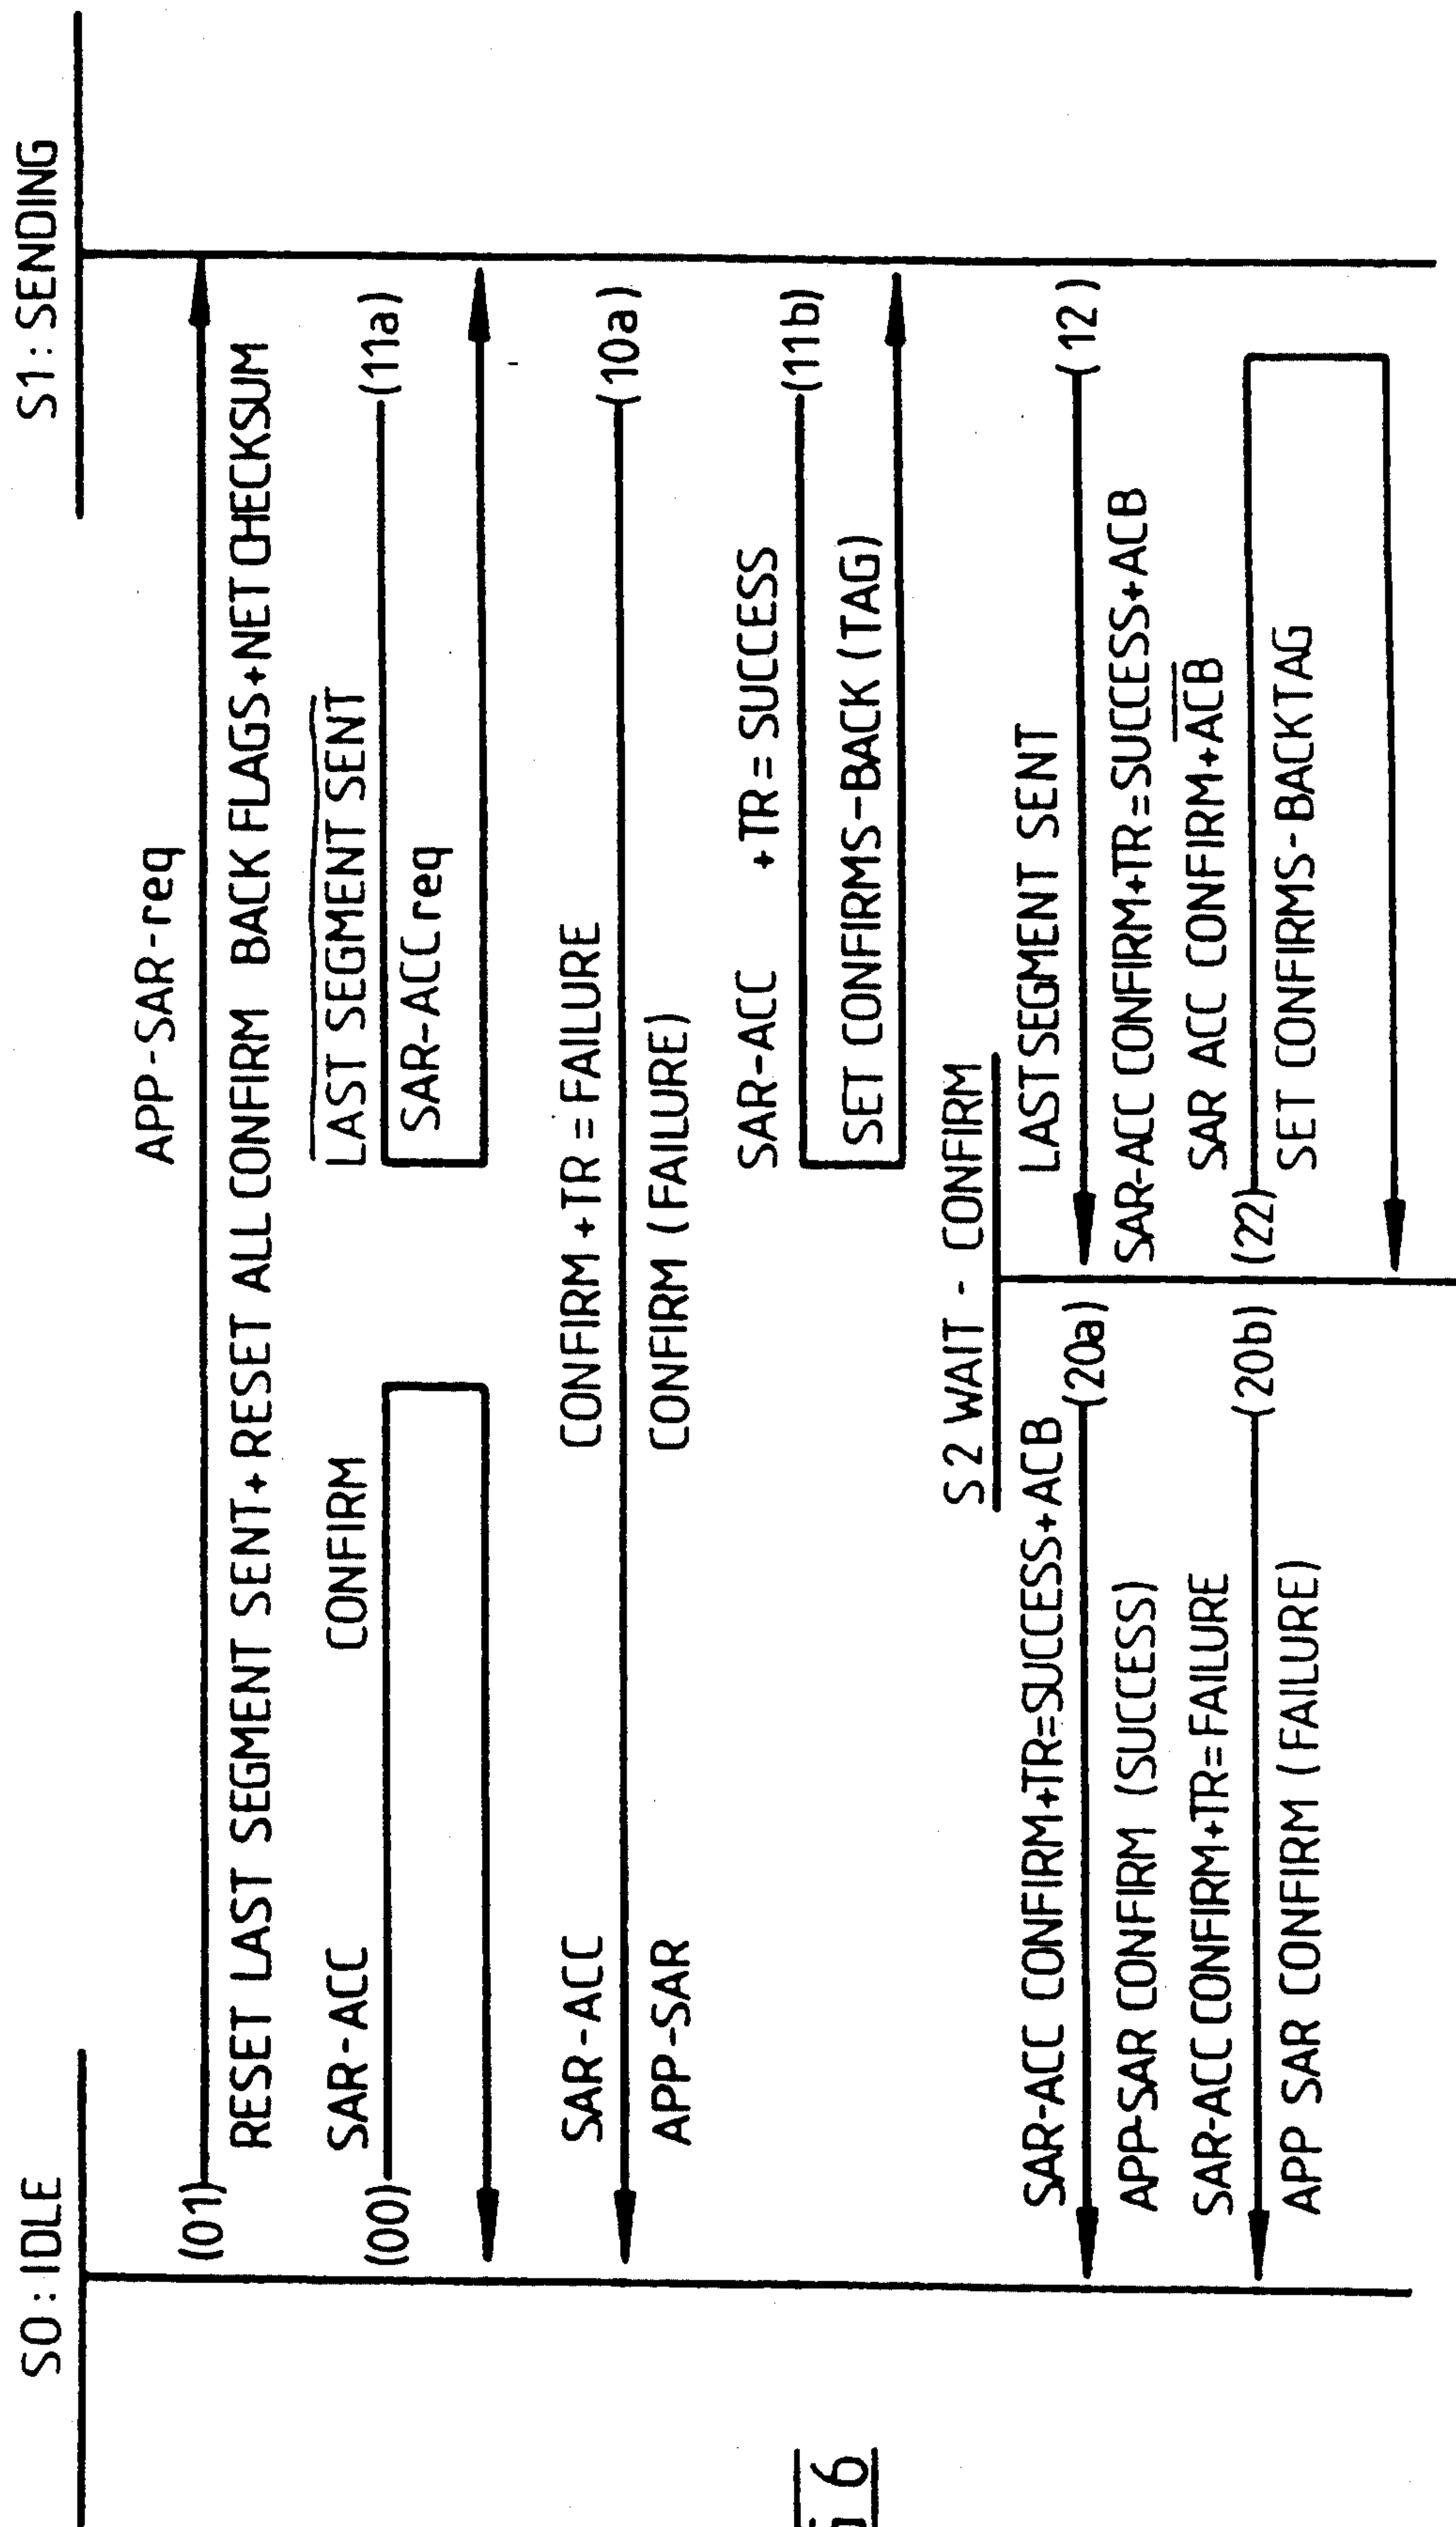 S0 : IDLE
S1 : SENDING
APP-SAR-req
(01)
RESET LAST SEGMENT SENT+RESET ALL CONFIRM BACK FLAGS+NET CHECKSUM
SAR-ACC CONFIRM
(00)
LAST SEGMENT SENT
(11a)
SAR-ACC req
SAR-ACC CONFIRM+TR = FAILURE
(10a)
APP-SAR CONFIRM (FAILURE)
SAR-ACC +TR = SUCCESS
(11b)
SET CONFIRMS-BACK (TAG)
S2 WAIT - CONFIRM
SAR-ACC CONFIRM+TR=SUCCESS+ACB
(20a)
LAST SEGMENT SENT
(12)
APP-SAR CONFIRM (SUCCESS)
SAR-ACC CONFIRM+TR=SUCCESS+ACB
SAR-ACC CONFIRM+TR=FAILURE
(20b)
SAR ACC CONFIRM+A̅C̅B
(22)
APP SAR CONFIRM (FAILURE)
SET CONFIRMS-BACKTAG
6